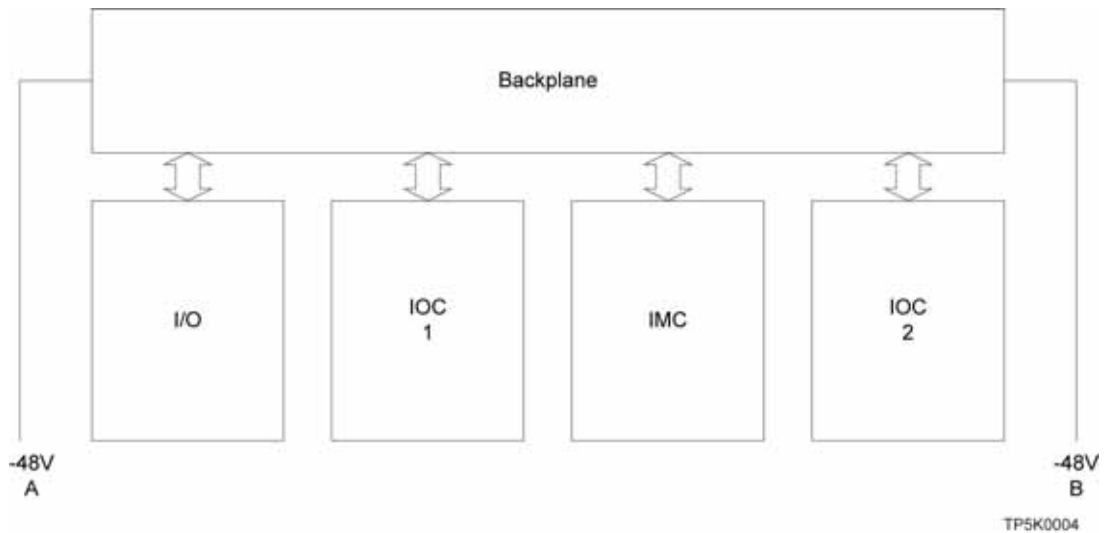 Backplane
I/O
IOC
1
IMC
IOC
2
-48V
A
-48V
B
TP5K0004